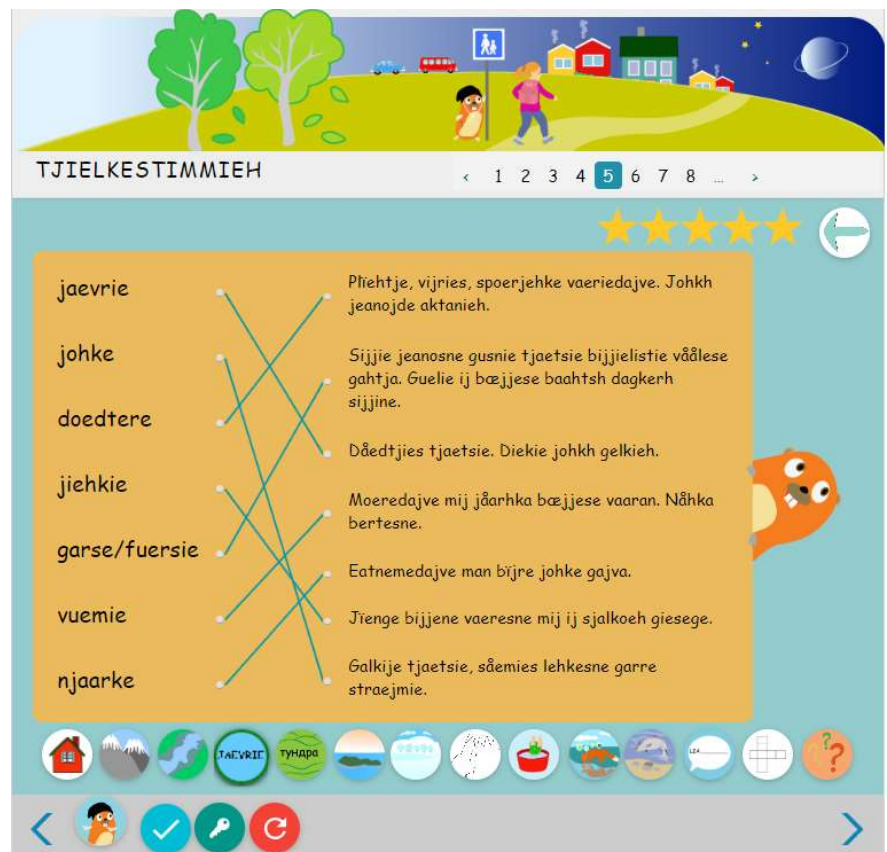 TJIELKESTIMMIEH
‹ 1 2 3 4 5 6 7 8 ... ›
jaevrie
johke
doedtere
jiehkie
garse/fuersie
vuemie
njaarke
Plïehtje, vijries, spoerjehke vaeriedajve. Johkh
jeanojde aktanieh.
Sijjie jeanosne gusnie tjaetsie bijjielistie våålese
gahtja. Guelie ij bæjjese baahtsh dagkerh
sijjine.
Dåedtjies tjaetsie. Diekie johkh gelkieh.
Moeredajve mij jåarhka bæjjese vaaran. Nåhka
bertesne.
Eatnemedajve man bïjre johke gajva.
Jïenge bijjene vaeresne mij ij sjalkoeh giesege.
Galkije tjaetsie, såemies lehkesne garre
straejmie.
JAEVRIE
тундра